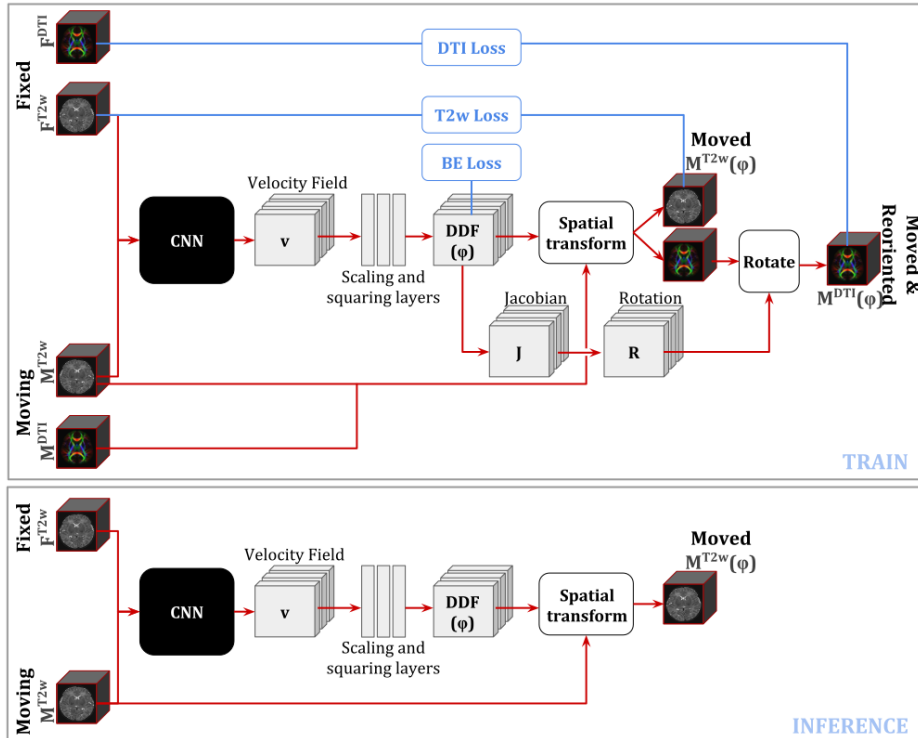 Fixed
F^DTI
DTI Loss
F^T2w
T2w Loss
Moved
M^T2w(φ)
BE Loss
Velocity Field
CNN
v
DDF
(φ)
Spatial
transform
Rotate
Moved &
Reoriented
M^DTI(φ)
Scaling and
squaring layers
Jacobian
Rotation
J
R
Moving
M^T2w
M^DTI
TRAIN
Fixed
F^T2w
Moved
M^T2w(φ)
Velocity Field
CNN
v
DDF
(φ)
Spatial
transform
Scaling and
squaring layers
Moving
M^T2w
INFERENCE